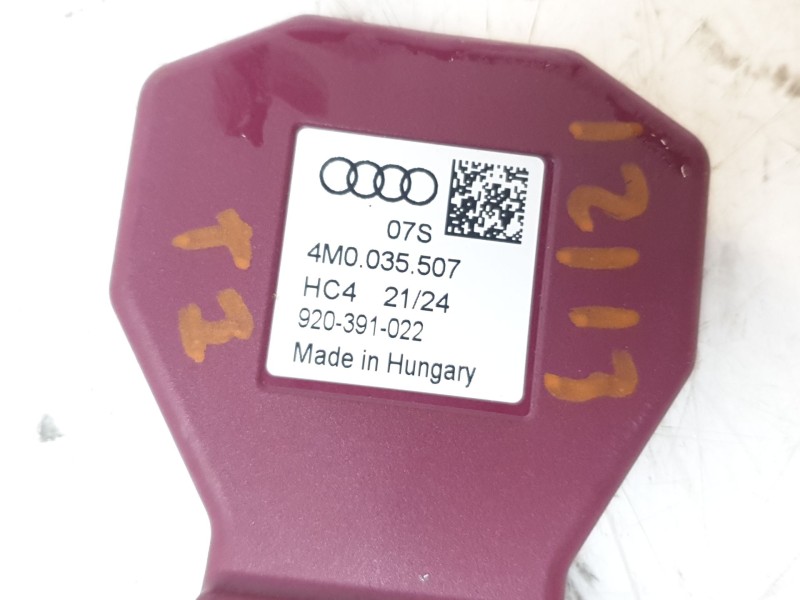 07S
4M0.035.507
HC4 21/24
920-391-022
Made in Hungary